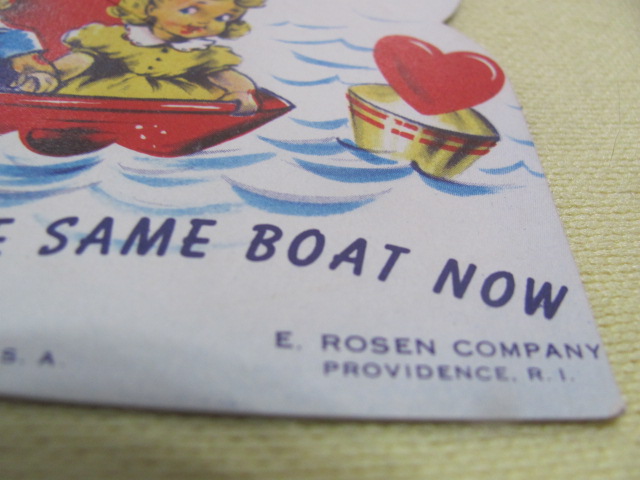 E SAME BOAT NOW
S. A.
E. ROSEN COMPANY
PROVIDENCE, R. I.